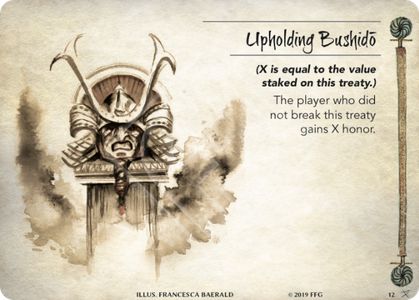 Upholding Bushidō
(X is equal to the value
staked on this treaty.)
The player who did
not break this treaty
gains X honor.
ILLUS. FRANCESCA BAERALD © 2019 FFG 12